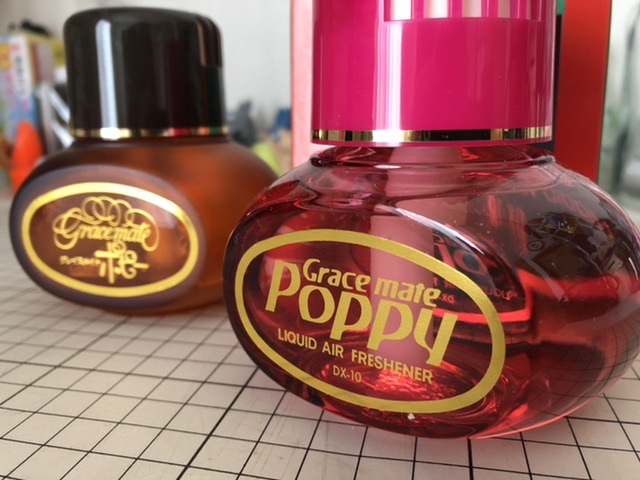 Grace mate
Grace mate
POPPY
LIQUID AIR FRESHENER
DX-10